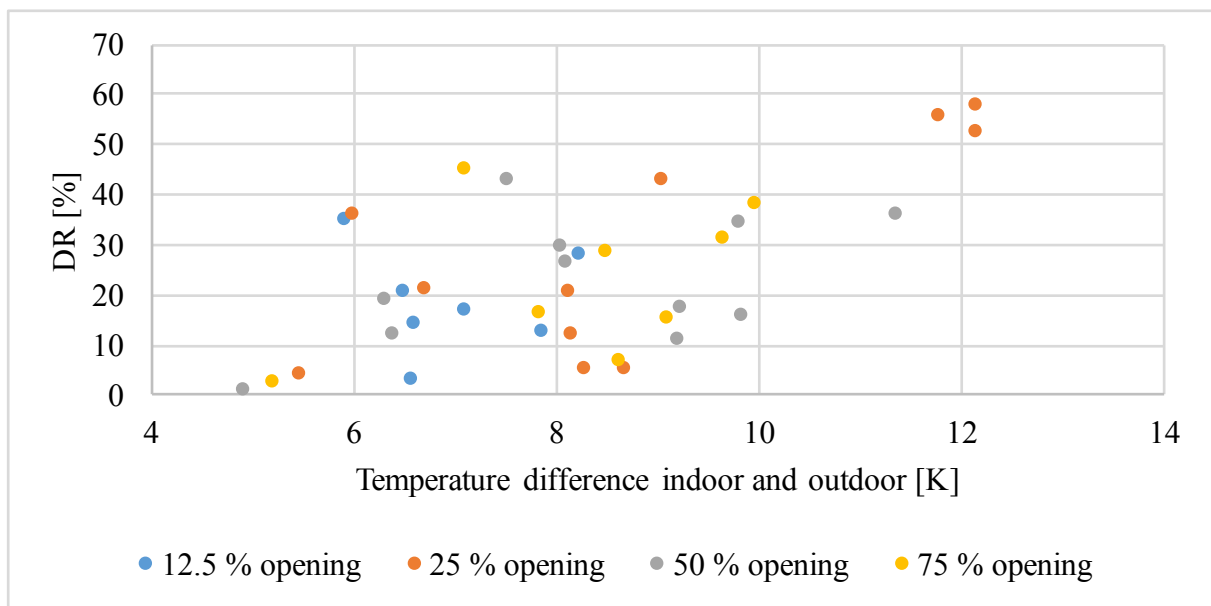 70
60
50
40
30
20
10
0
DR [%]
4 6 8 10 12 14
Temperature difference indoor and outdoor [K]
12.5 % opening 25 % opening 50 % opening 75 % opening